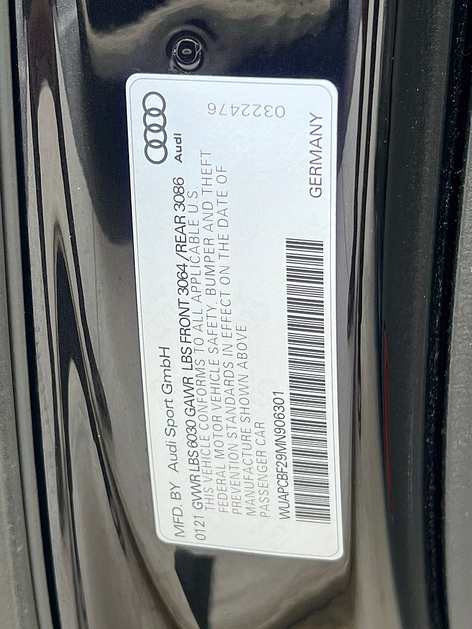 MFD. BY Audi Sport GmbH
Audi
0121 GWWR LBS 6030 GAWR LBS FRONT 3064 / REAR 3086
THIS VEHICLE CONFORMS TO ALL APPLICABLE U.S.
FEDERAL MOTOR VEHICLE SAFETY, BUMPER AND THEFT
PREVENTION STANDARDS IN EFFECT ON THE DATE OF
MANUFACTURE SHOWN ABOVE
PASSENGER CAR
WUAPCBF29MN906301
GERMANY
0322476